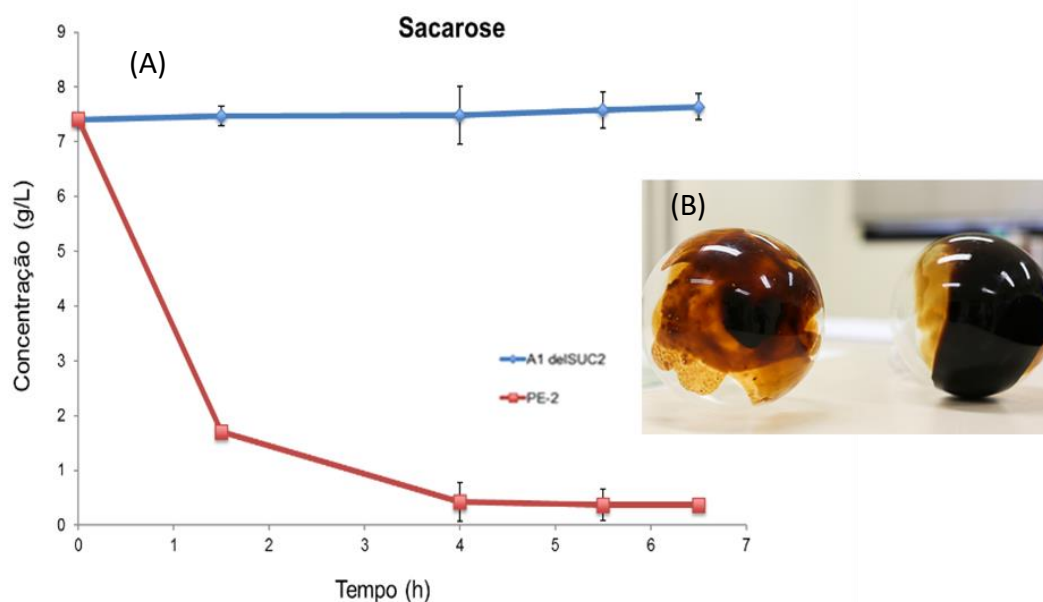 Sacarose
(A)
9
8
7
6
5
4
3
2
1
0
Concentração (g/L)
A1 delSUC2
PE-2
0 1 2 3 4 5 6 7
Tempo (h)
(B)